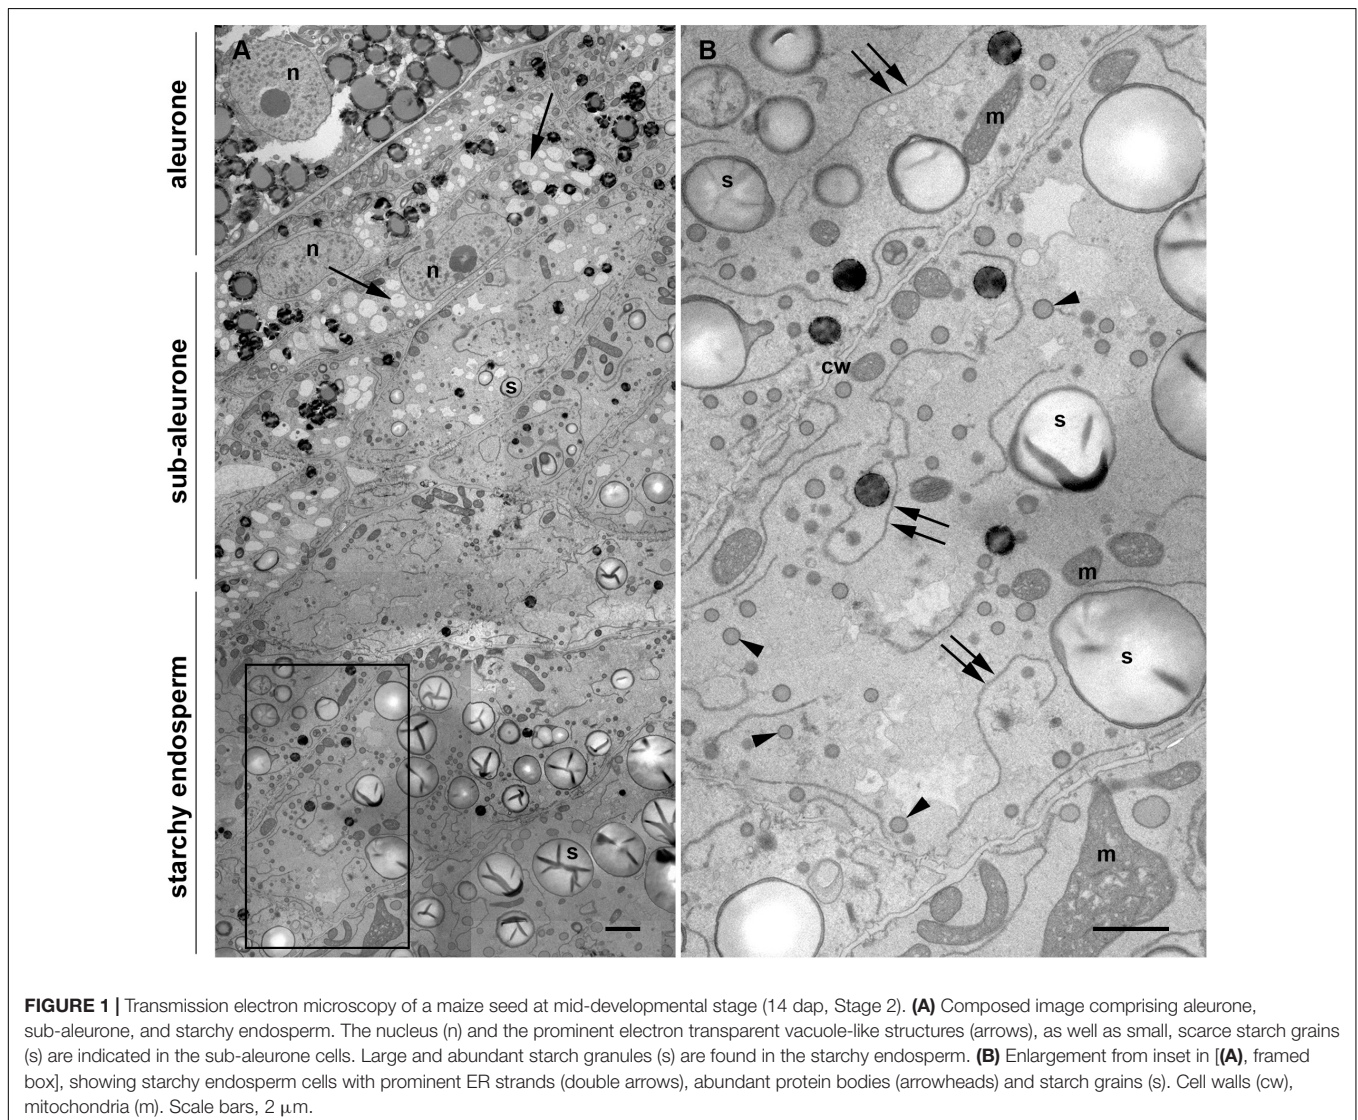 aleurone
sub-aleurone
starchy endosperm
A
n
n
n
s
s
B
m
s
cw
s
m
s
m
FIGURE 1 | Transmission electron microscopy of a maize seed at mid-developmental stage (14 dap, Stage 2). (A) Composed image comprising aleurone,
sub-aleurone, and starchy endosperm. The nucleus (n) and the prominent electron transparent vacuole-like structures (arrows), as well as small, scarce starch grains
(s) are indicated in the sub-aleurone cells. Large and abundant starch granules (s) are found in the starchy endosperm. (B) Enlargement from inset in [(A), framed
box], showing starchy endosperm cells with prominent ER strands (double arrows), abundant protein bodies (arrowheads) and starch grains (s). Cell walls (cw),
mitochondria (m). Scale bars, 2 μm.